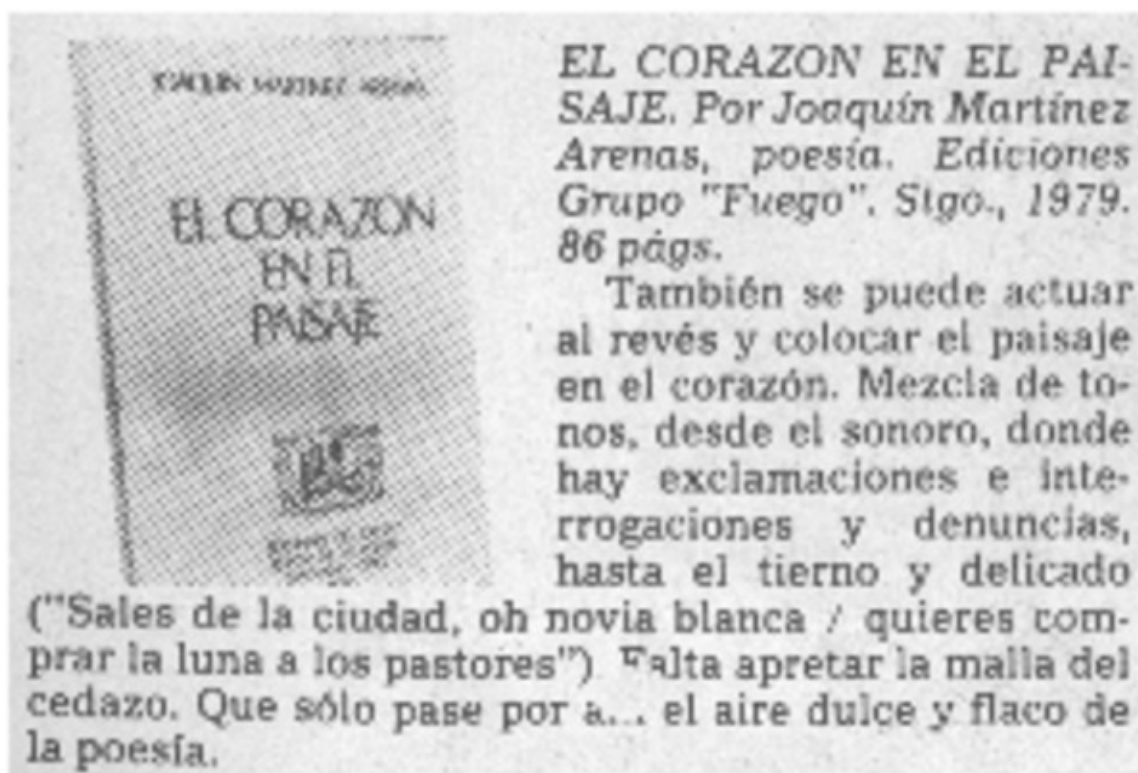 JOAQUIN MARTINEZ ARENAS
EL CORAZON
EN EL
PAISAJE
EL CORAZON EN EL PAI-
SAJE. Por Joaquín Martínez
Arenas, poesía. Ediciones
Grupo "Fuego". Stgo., 1979.
86 págs.
También se puede actuar
al revés y colocar el paisaje
en el corazón. Mezcla de to-
nos, desde el sonoro, donde
hay exclamaciones e inte-
rrogaciones y denuncias,
hasta el tierno y delicado
("Sales de la ciudad, oh novia blanca / quieres com-
prar la luna a los pastores") Falta apretar la malla del
cedazo. Que sólo pase por a... el aire dulce y flaco de
la poesía.